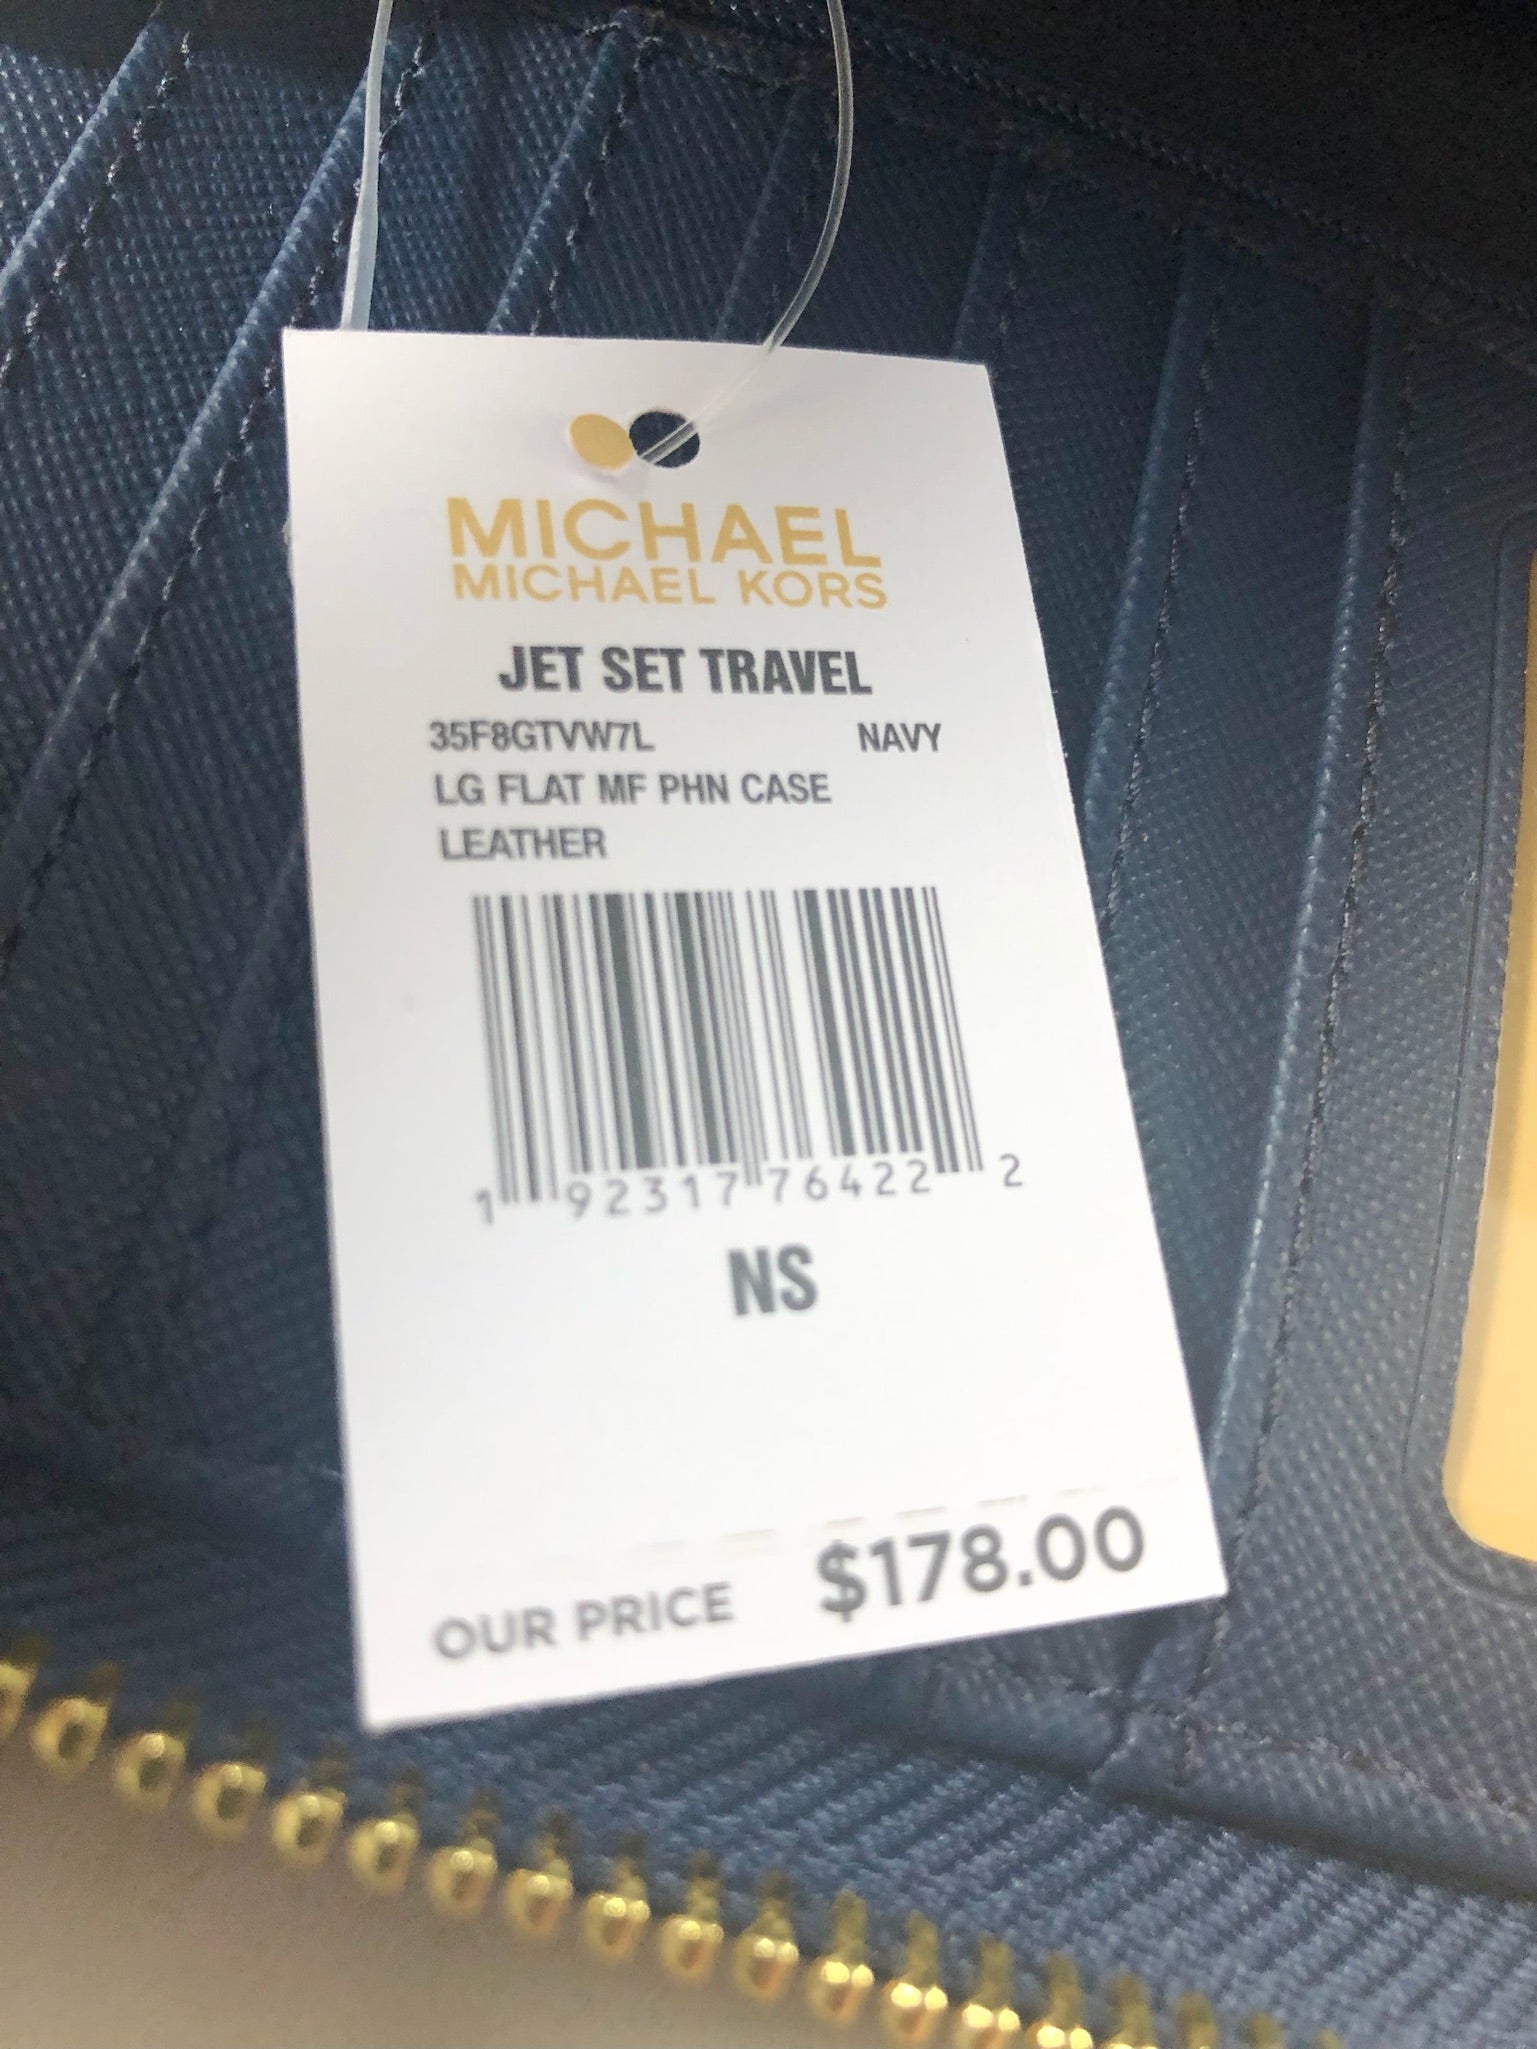 MICHAEL
MICHAEL KORS
JET SET TRAVEL
35F8GTVW7L NAVY
LG FLAT MF PHN CASE
LEATHER
1 92317 76422 2
NS
OUR PRICE $178.00